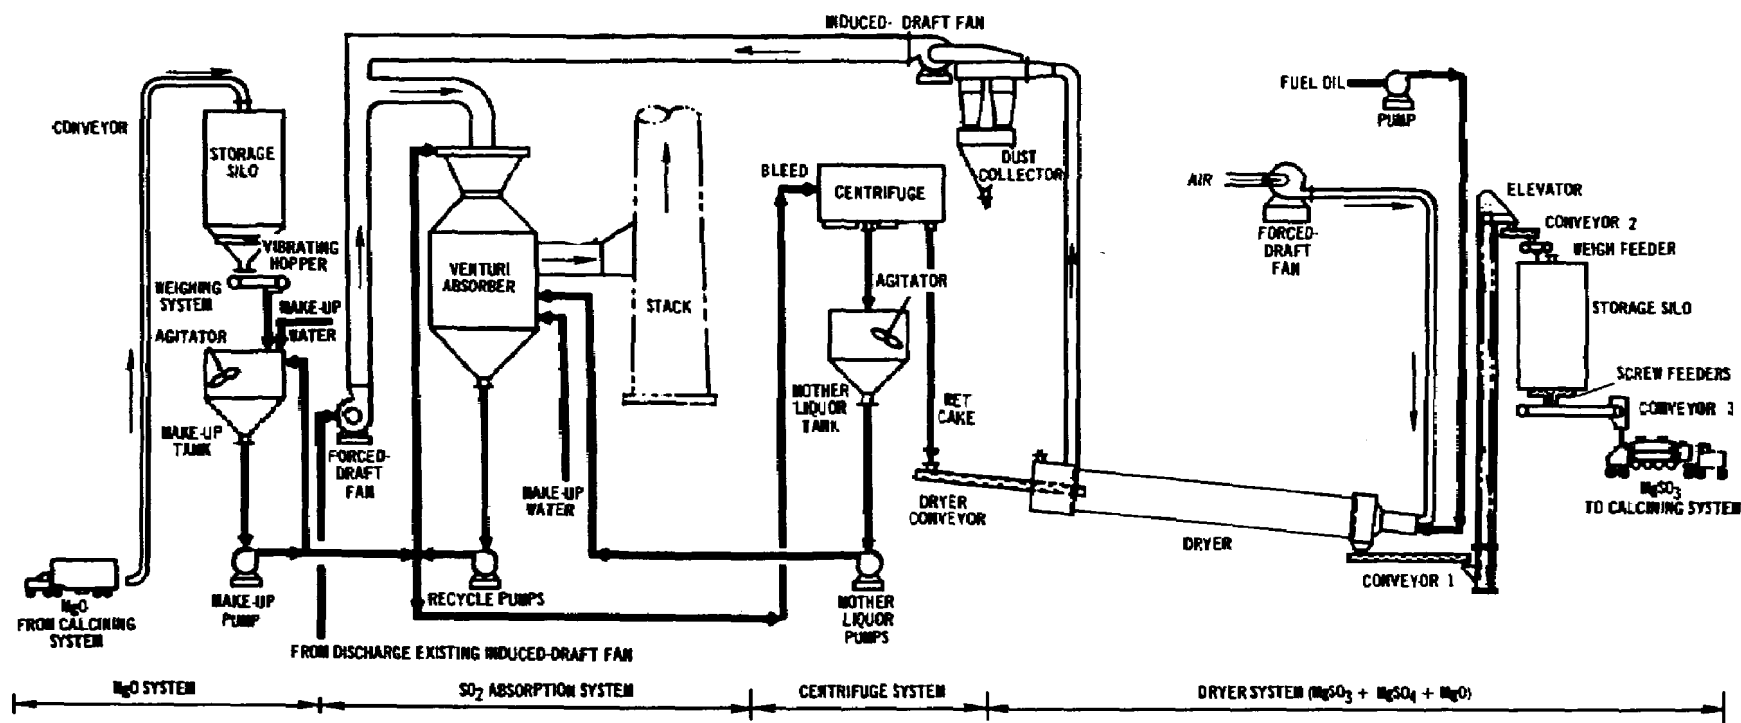 INDUCED- DRAFT FAN
CONVEYOR
STORAGE
SILO
VIBRATING
HOPPER
WEIGHING
SYSTEM
MAKE-UP
WATER
AGITATOR
MAKE-UP
TANK
FORCED-
DRAFT
FAN
MgO
FROM CALCINING
SYSTEM
MAKE-UP
PUMP
FROM DISCHARGE EXISTING INDUCED-DRAFT FAN
VENTURI
ABSORBER
STACK
MAKE-UP
WATER
RECYCLE PUMPS
BLEED
CENTRIFUGE
DUST
COLLECTOR
AGITATOR
MOTHER
LIQUOR
TANK
WET
CAKE
DRYER
CONVEYOR
MOTHER
LIQUOR
PUMPS
FUEL OIL
PUMP
AIR
FORCED-
DRAFT
FAN
ELEVATOR
CONVEYOR 2
WEIGH FEEDER
STORAGE SILO
SCREW FEEDERS
CONVEYOR 3
MgSO3
TO CALCINING SYSTEM
DRYER
CONVEYOR 1
MgO SYSTEM
SO2 ABSORPTION SYSTEM
CENTRIFUGE SYSTEM
DRYER SYSTEM (MgSO3 + MgSO4 + MgO)